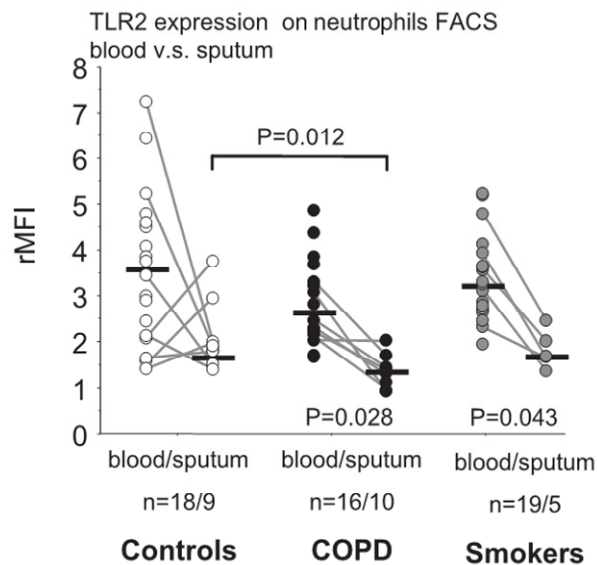 TLR2 expression on neutrophils FACS
blood v.s. sputum
8
7
6
5
4
3
2
1
0
rMFI
P=0.012
P=0.028
P=0.043
blood/sputum blood/sputum blood/sputum
n=18/9 n=16/10 n=19/5
Controls COPD Smokers